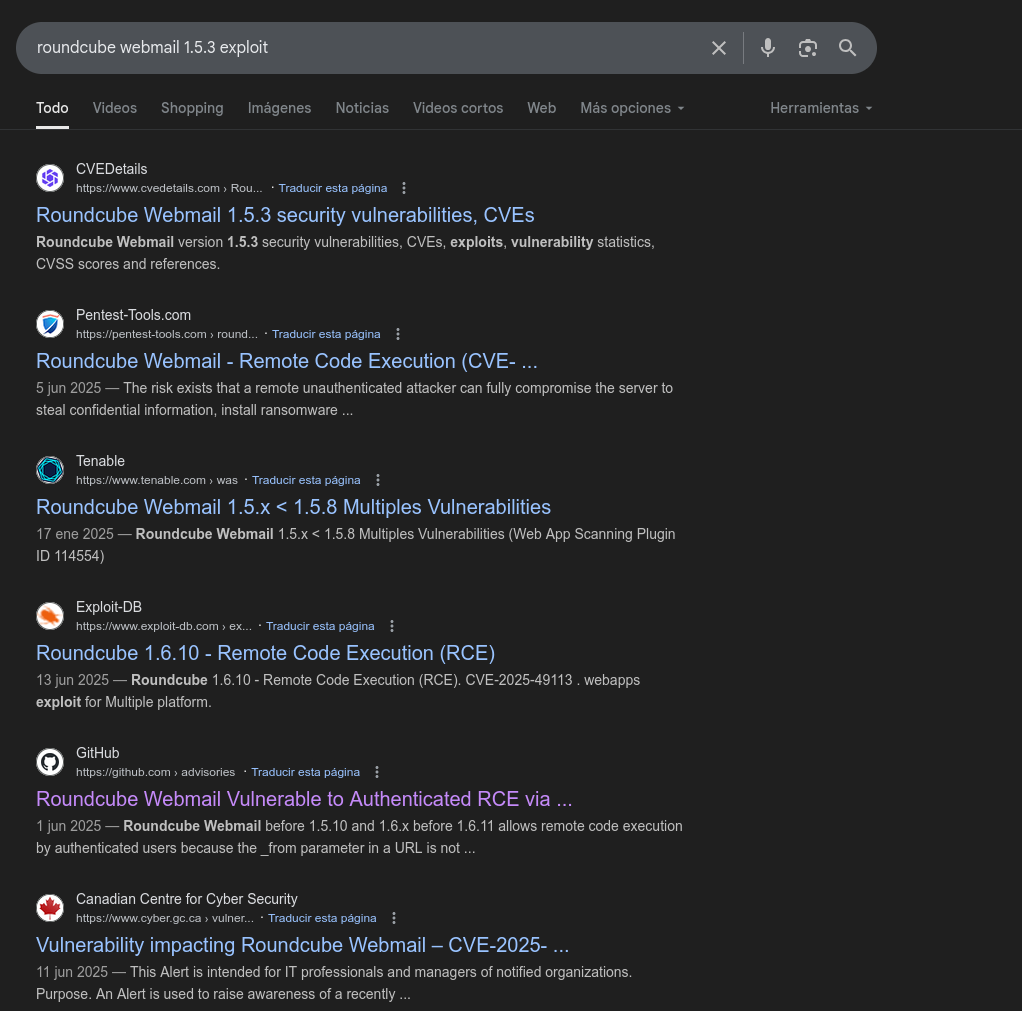 roundcube webmail 1.5.3 exploit
Todo Videos Shopping Imágenes Noticias Videos cortos Web Más opciones Herramientas
CVEDetails
https://www.cvedetails.com › Rou... · Traducir esta página
Roundcube Webmail 1.5.3 security vulnerabilities, CVEs
Roundcube Webmail version 1.5.3 security vulnerabilities, CVEs, exploits, vulnerability statistics,
CVSS scores and references.
Pentest-Tools.com
https://pentest-tools.com › round... · Traducir esta página
Roundcube Webmail - Remote Code Execution (CVE- ...
5 jun 2025 — The risk exists that a remote unauthenticated attacker can fully compromise the server to
steal confidential information, install ransomware ...
Tenable
https://www.tenable.com › was · Traducir esta página
Roundcube Webmail 1.5.x < 1.5.8 Multiples Vulnerabilities
17 ene 2025 — Roundcube Webmail 1.5.x < 1.5.8 Multiples Vulnerabilities (Web App Scanning Plugin
ID 114554)
Exploit-DB
https://www.exploit-db.com › ex... · Traducir esta página
Roundcube 1.6.10 - Remote Code Execution (RCE)
13 jun 2025 — Roundcube 1.6.10 - Remote Code Execution (RCE). CVE-2025-49113 . webapps
exploit for Multiple platform.
GitHub
https://github.com › advisories · Traducir esta página
Roundcube Webmail Vulnerable to Authenticated RCE via ...
1 jun 2025 — Roundcube Webmail before 1.5.10 and 1.6.x before 1.6.11 allows remote code execution
by authenticated users because the _from parameter in a URL is not ...
Canadian Centre for Cyber Security
https://www.cyber.gc.ca › vulner... · Traducir esta página
Vulnerability impacting Roundcube Webmail – CVE-2025- ...
11 jun 2025 — This Alert is intended for IT professionals and managers of notified organizations.
Purpose. An Alert is used to raise awareness of a recently ...